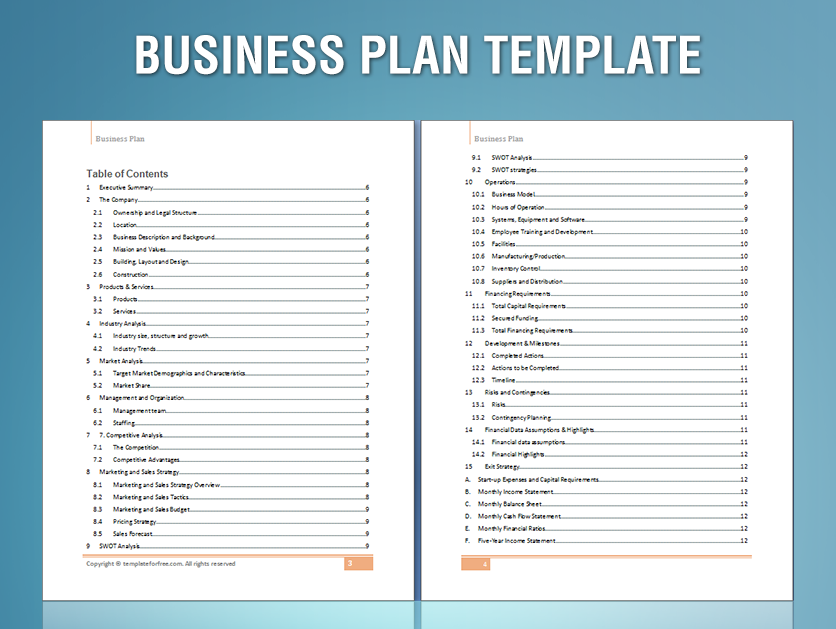 BUSINESS PLAN TEMPLATE
Business Plan
Table of Contents
1 Executive Summary 6
2 The Company 6
2.1 Ownership and Legal Structure 6
2.2 Location 6
2.3 Business Description and Background 6
2.4 Mission and Values 6
2.5 Building, Layout and Design 6
2.6 Construction 6
3 Products & Services 7
3.1 Products 7
3.2 Services 7
4 Industry Analysis 7
4.1 Industry size, structure and growth 7
4.2 Industry Trends 7
5 Market Analysis 7
5.1 Target Market Demographics and Characteristics 7
5.2 Market Share 7
6 Management and Organization 8
6.1 Management team 8
6.2 Staffing 8
7 7. Competitive Analysis 8
7.1 The Competition 8
7.2 Competitive Advantages 8
8 Marketing and Sales Strategy 8
8.1 Marketing and Sales Strategy Overview 8
8.2 Marketing and Sales Tactics 8
8.3 Marketing and Sales Budget 9
8.4 Pricing Strategy 9
8.5 Sales Forecast 9
9 SWOT Analysis 9
Copyright © templateforfree.com. All rights reserved 3
Business Plan
9.1 SWOT Analysis 9
9.2 SWOT strategies 9
10 Operations 9
10.1 Business Model 9
10.2 Hours of Operation 9
10.3 Systems, Equipment and Software 9
10.4 Employee Training and Development 10
10.5 Facilities 10
10.6 Manufacturing/Production 10
10.7 Inventory Control 10
10.8 Suppliers and Distribution 10
11 Financing Requirements 10
11.1 Total Capital Requirements 10
11.2 Secured Funding 10
11.3 Total Financing Requirements 10
12 Development & Milestones 11
12.1 Completed Actions 11
12.2 Actions to be Completed 11
12.3 Timeline 11
13 Risks and Contingencies 11
13.1 Risks 11
13.2 Contingency Planning 11
14 Financial Data Assumptions & Highlights 11
14.1 Financial data assumptions 11
14.2 Financial Highlights 12
15 Exit Strategy 12
A. Start-up Expenses and Capital Requirements 12
B. Monthly Income Statement 12
C. Monthly Balance Sheet 12
D. Monthly Cash Flow Statement 12
E. Monthly Financial Ratios 12
F. Five-Year Income Statement 12
4